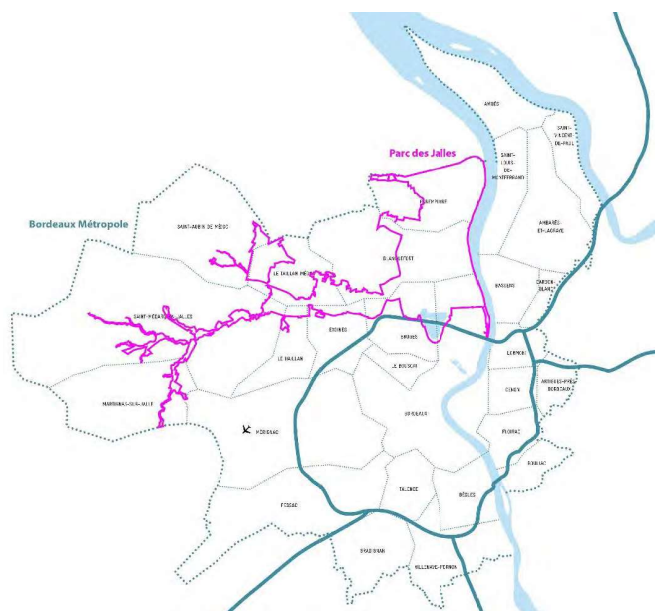 AMBÈS
SAINT-
VINCENT-
DE-PAUL
Parc des Jalles
SAINT-
LOUIS-
DE-
MONTFERRAND
PAREMPUYRE
Bordeaux Métropole
SAINT-AUBIN DE MÉDOC
AMBARÈS-
ET-LAGRAVE
BLANQUEFORT
LE TAILLAN MÉDOC
BASSENS
CARBON-
BLANC
SAINT-MÉDARD-EN-JALLES
EYSINES
BRUGES
LORMONT
LE HAILLAN
LE BOUSCAT
CENON
ARTIGUES-PRÈS-
BORDEAUX
MARTIGNAS-SUR-JALLE
BORDEAUX
MÉRIGNAC
FLOIRAC
BOULIAC
TALENCE
BÈGLES
PESSAC
GRADIGNAN
VILLENAVE-D'ORNON